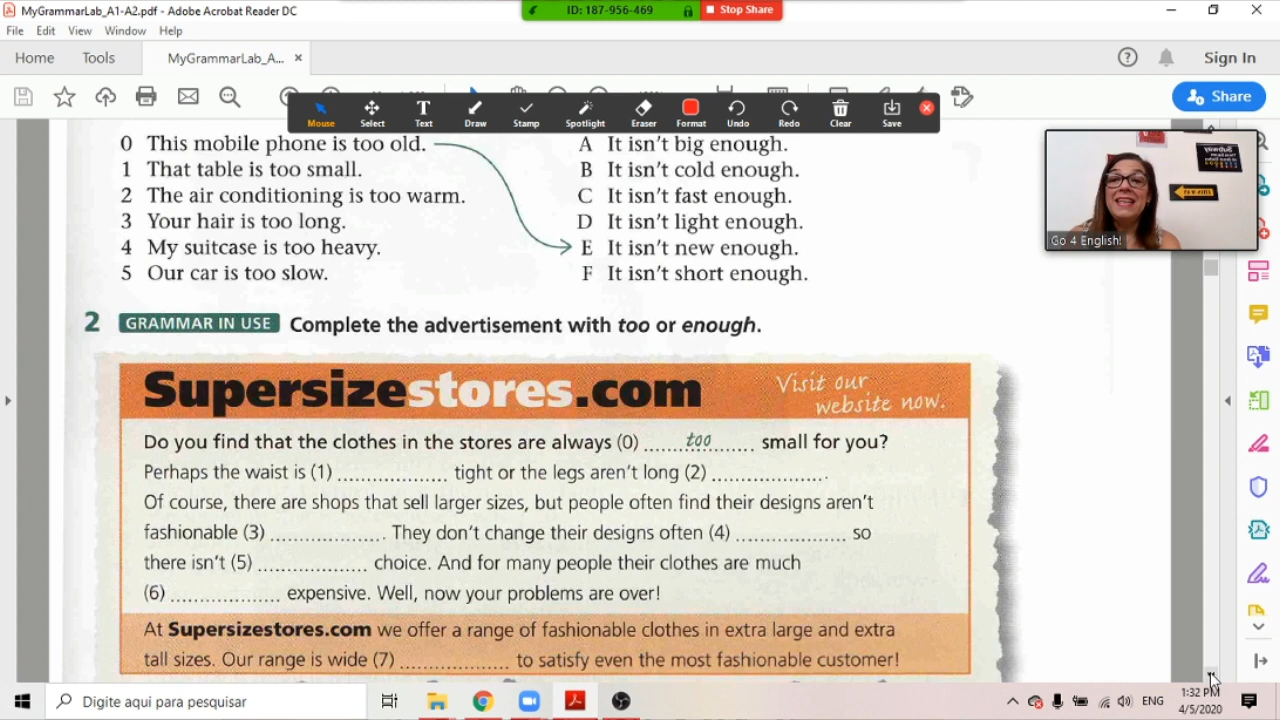 MyGrammarLab_A1-A2.pdf - Adobe Acrobat Reader DC
ID: 187-956-469
Stop Share
File Edit View Window Help
Home Tools MyGrammarLab_A...
Sign In
Share
Mouse Select Text Draw Stamp Spotlight Eraser Format Undo Redo Clear Save
0 This mobile phone is too old. A It isn't big enough.
1 That table is too small. B It isn't cold enough.
2 The air conditioning is too warm. C It isn't fast enough.
3 Your hair is too long. D It isn't light enough.
4 My suitcase is too heavy. E It isn't new enough.
5 Our car is too slow. F It isn't short enough.
Go 4 English!
2 GRAMMAR IN USE Complete the advertisement with too or enough.
Supersizestores.com Visit our
website now.
Do you find that the clothes in the stores are always (0) too small for you?
Perhaps the waist is (1) .................... tight or the legs aren't long (2) .....................
Of course, there are shops that sell larger sizes, but people often find their designs aren't
fashionable (3) .................... . They don't change their designs often (4) .................... so
there isn't (5) .................... choice. And for many people their clothes are much
(6) .................... expensive. Well, now your problems are over!
At Supersizestores.com we offer a range of fashionable clothes in extra large and extra
tall sizes. Our range is wide (7) .................... to satisfy even the most fashionable customer!
Digite aqui para pesquisar
ENG
1:32 PM
4/5/2020